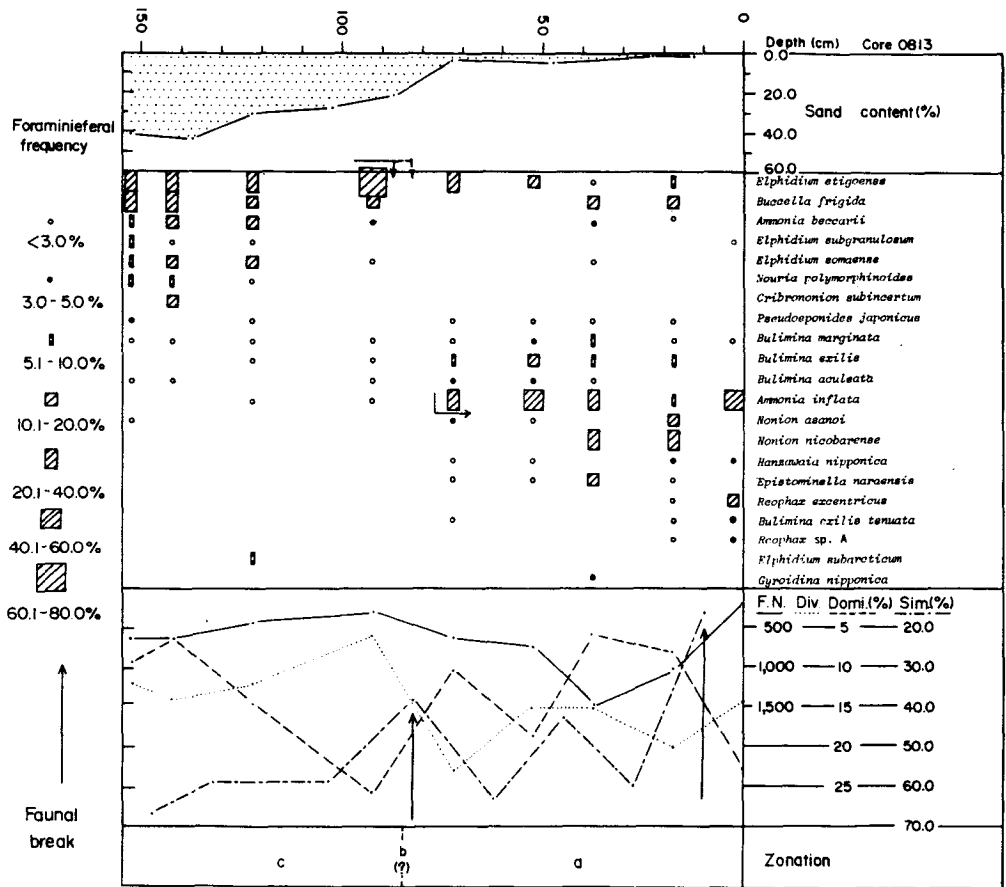 150
100
50
0
Depth (cm) Core 0813
0.0
20.0
40.0
60.0
Sand content(%)
Foraminieferal
frequency
<3.0%
3.0-5.0%
5.1-10.0%
10.1-20.0%
20.1-40.0%
40.1-60.0%
60.1-80.0%
Elphidium etigoense
Buccella frigida
Ammonia beccarii
Elphidium subgranulosum
Elphidium somaense
Nouria polymorphinoides
Cribrononion subincertum
Pseudoeponides japonicus
Bulimina marginata
Bulimina exilis
Bulimina aculeata
Ammonia inflata
Nonion asanoi
Nonion nicobarense
Hanzawaia nipponica
Epistominella naraensis
Reophax excentricus
Bulimina exilis tenuata
Reophax sp. A
Elphidium subarcticum
Gyroidina nipponica
F.N. Div. Domi.(%) Sim.(%)
500 5 20.0
1,000 10 30.0
1,500 15 40.0
20 50.0
25 60.0
70.0
Faunal
break
c
b
(?)
a
Zonation